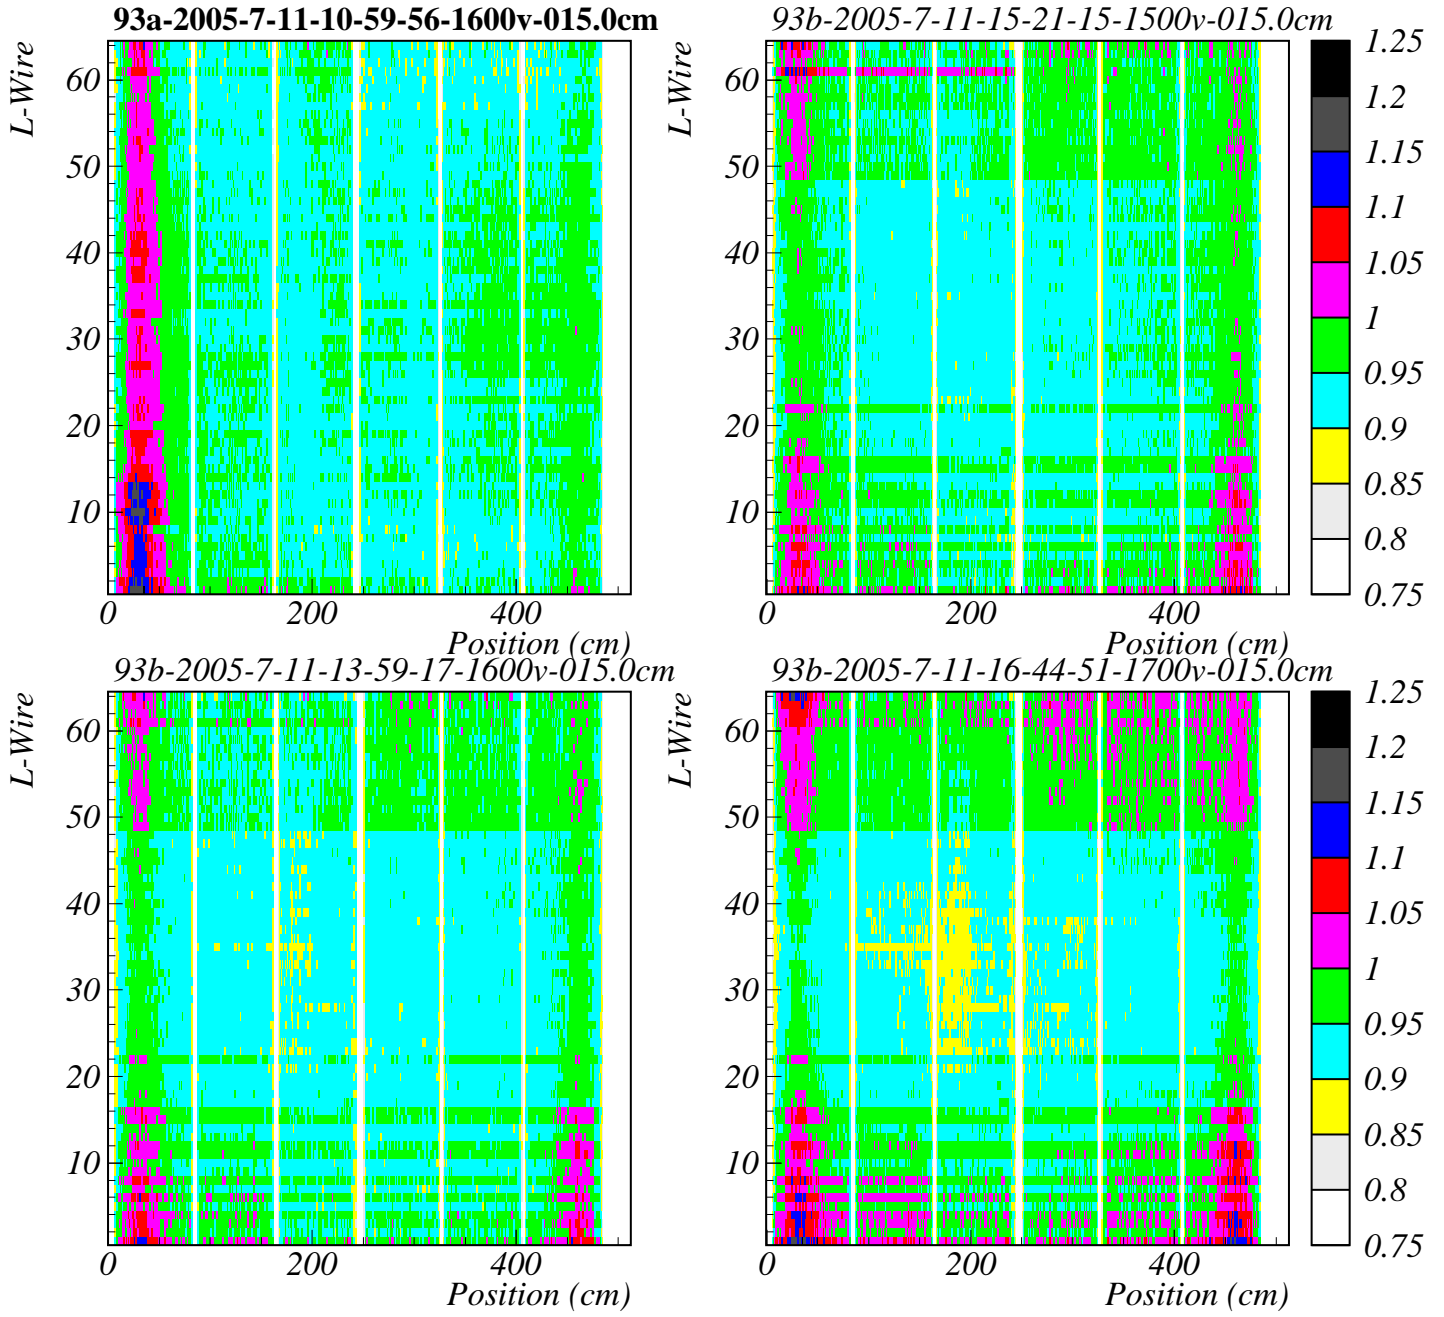 93a-2005-7-11-10-59-56-1600v-015.0cm
L-Wire
60
50
40
30
20
10
0 200 400
Position (cm)
93b-2005-7-11-15-21-15-1500v-015.0cm
L-Wire
60
50
40
30
20
10
0 200 400
Position (cm)
1.25
1.2
1.15
1.1
1.05
1
0.95
0.9
0.85
0.8
0.75
93b-2005-7-11-13-59-17-1600v-015.0cm
L-Wire
60
50
40
30
20
10
0 200 400
Position (cm)
93b-2005-7-11-16-44-51-1700v-015.0cm
L-Wire
60
50
40
30
20
10
0 200 400
Position (cm)
1.25
1.2
1.15
1.1
1.05
1
0.95
0.9
0.85
0.8
0.75